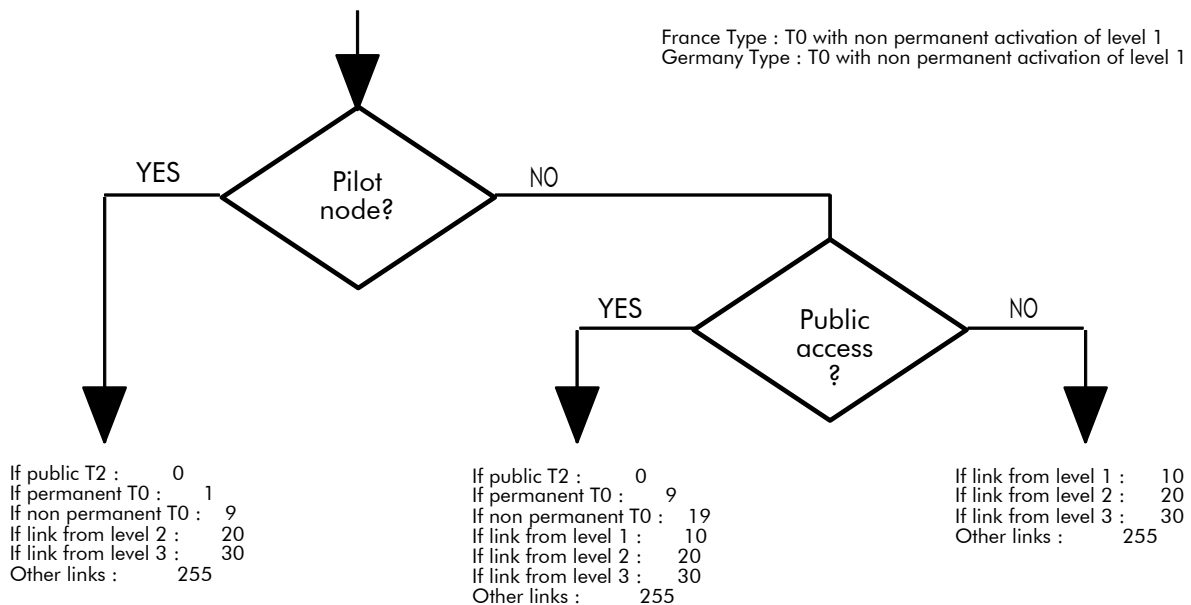 France Type : T0 with non permanent activation of level 1
Germany Type : T0 with non permanent activation of level 1
YES
Pilot
node?
NO
YES
Public
access
?
NO
If public T2 : 0
If permanent T0 : 1
If non permanent T0 : 9
If link from level 2 : 20
If link from level 3 : 30
Other links : 255
If public T2 : 0
If permanent T0 : 9
If non permanent T0 : 19
If link from level 1 : 10
If link from level 2 : 20
If link from level 3 : 30
Other links : 255
If link from level 1 : 10
If link from level 2 : 20
If link from level 3 : 30
Other links : 255